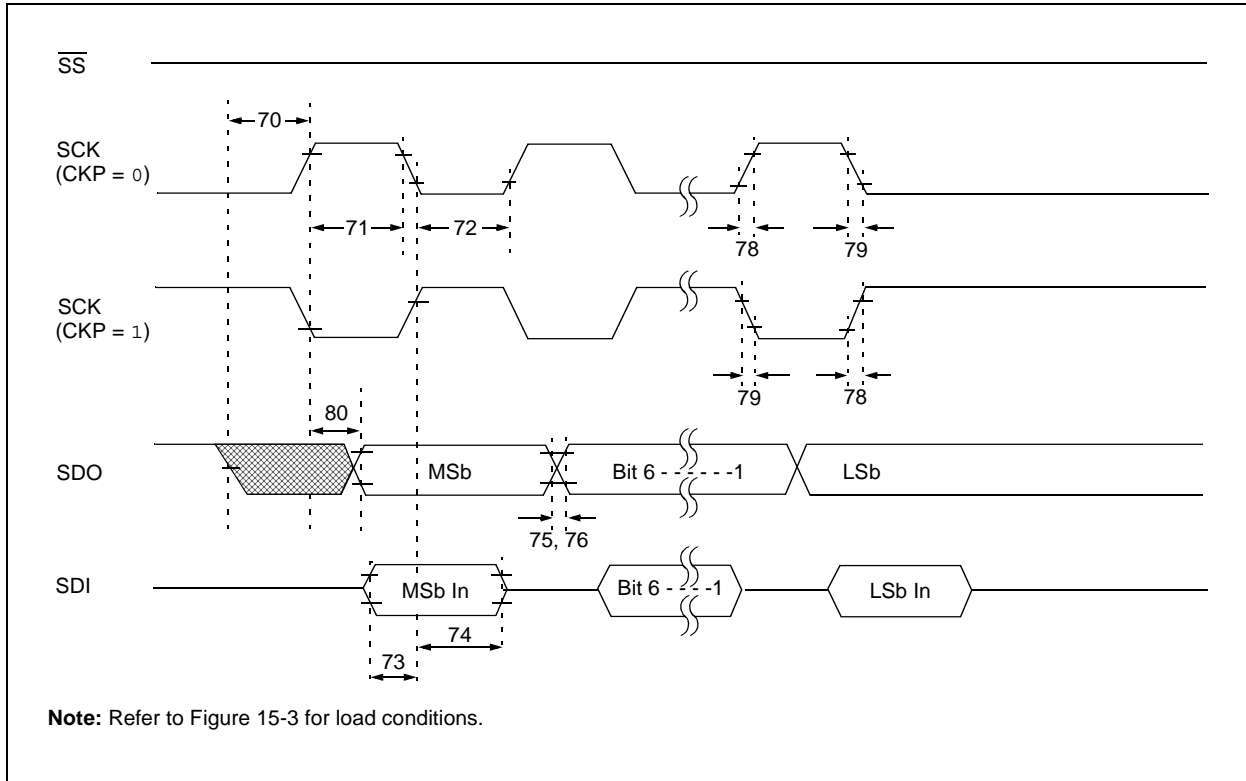 SS
70
SCK
(CKP = 0)
71
72
78
79
SCK
(CKP = 1)
79
78
80
SDO
MSb
Bit 6 - - - - - -1
LSb
75, 76
SDI
MSb In
Bit 6 - - - - -1
LSb In
74
73
Note: Refer to Figure 15-3 for load conditions.